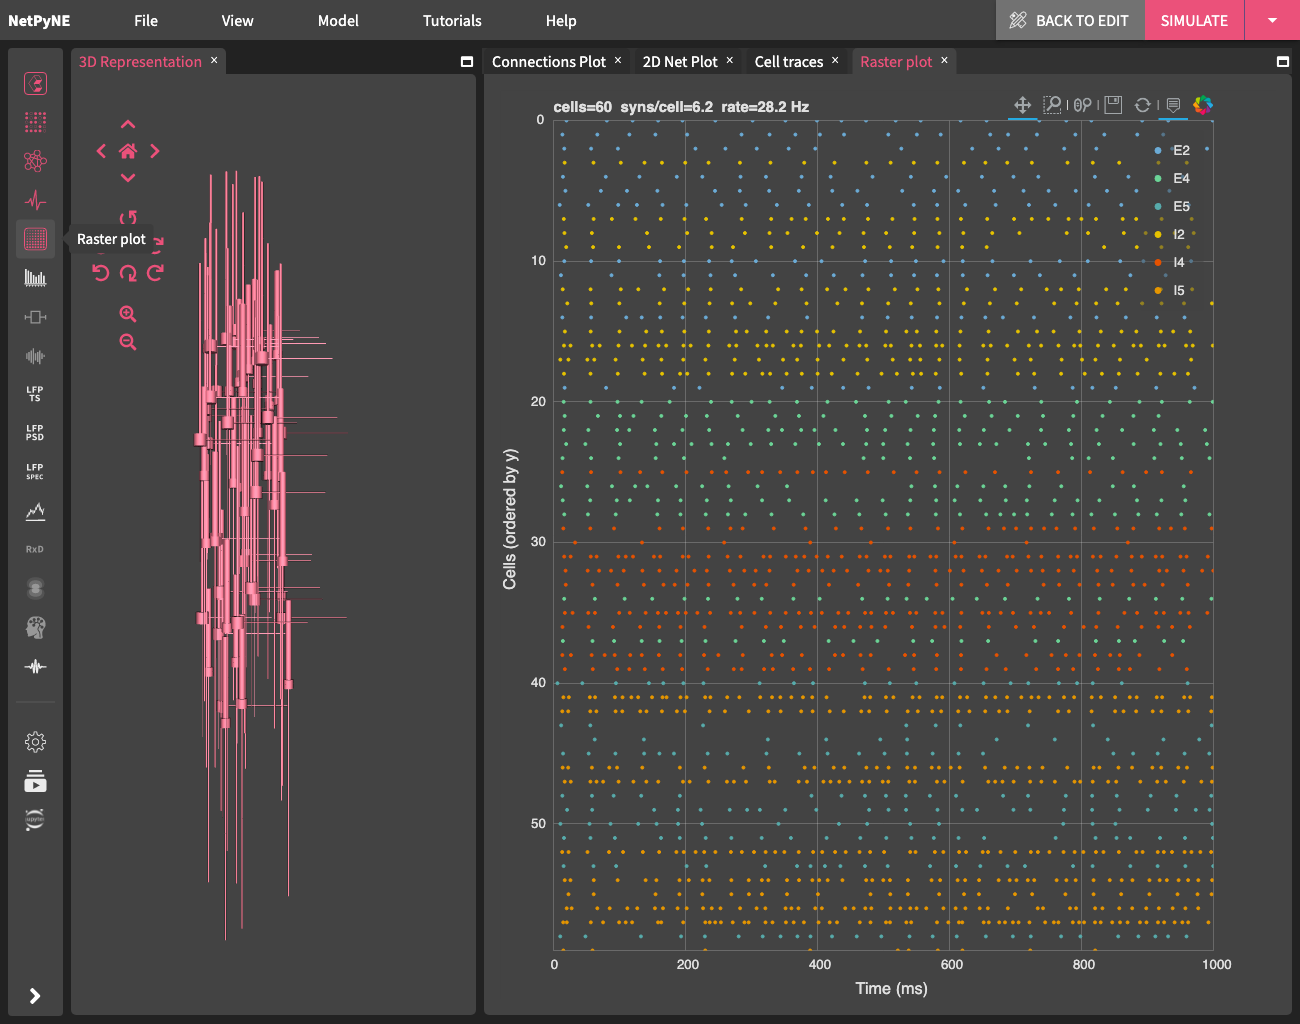 NetPyNE File View Model Tutorials Help BACK TO EDIT SIMULATE
3D Representation × Connections Plot × 2D Net Plot × Cell traces × Raster plot ×
cells=60 syns/cell=6.2 rate=28.2 Hz
Raster plot
LFP
TS
LFP
PSD
LFP
SPEC
RxD
jupyter
E2
E4
E5
I2
I4
I5
0
10
20
30
40
50
Cells (ordered by y)
0 200 400 600 800 1000
Time (ms)